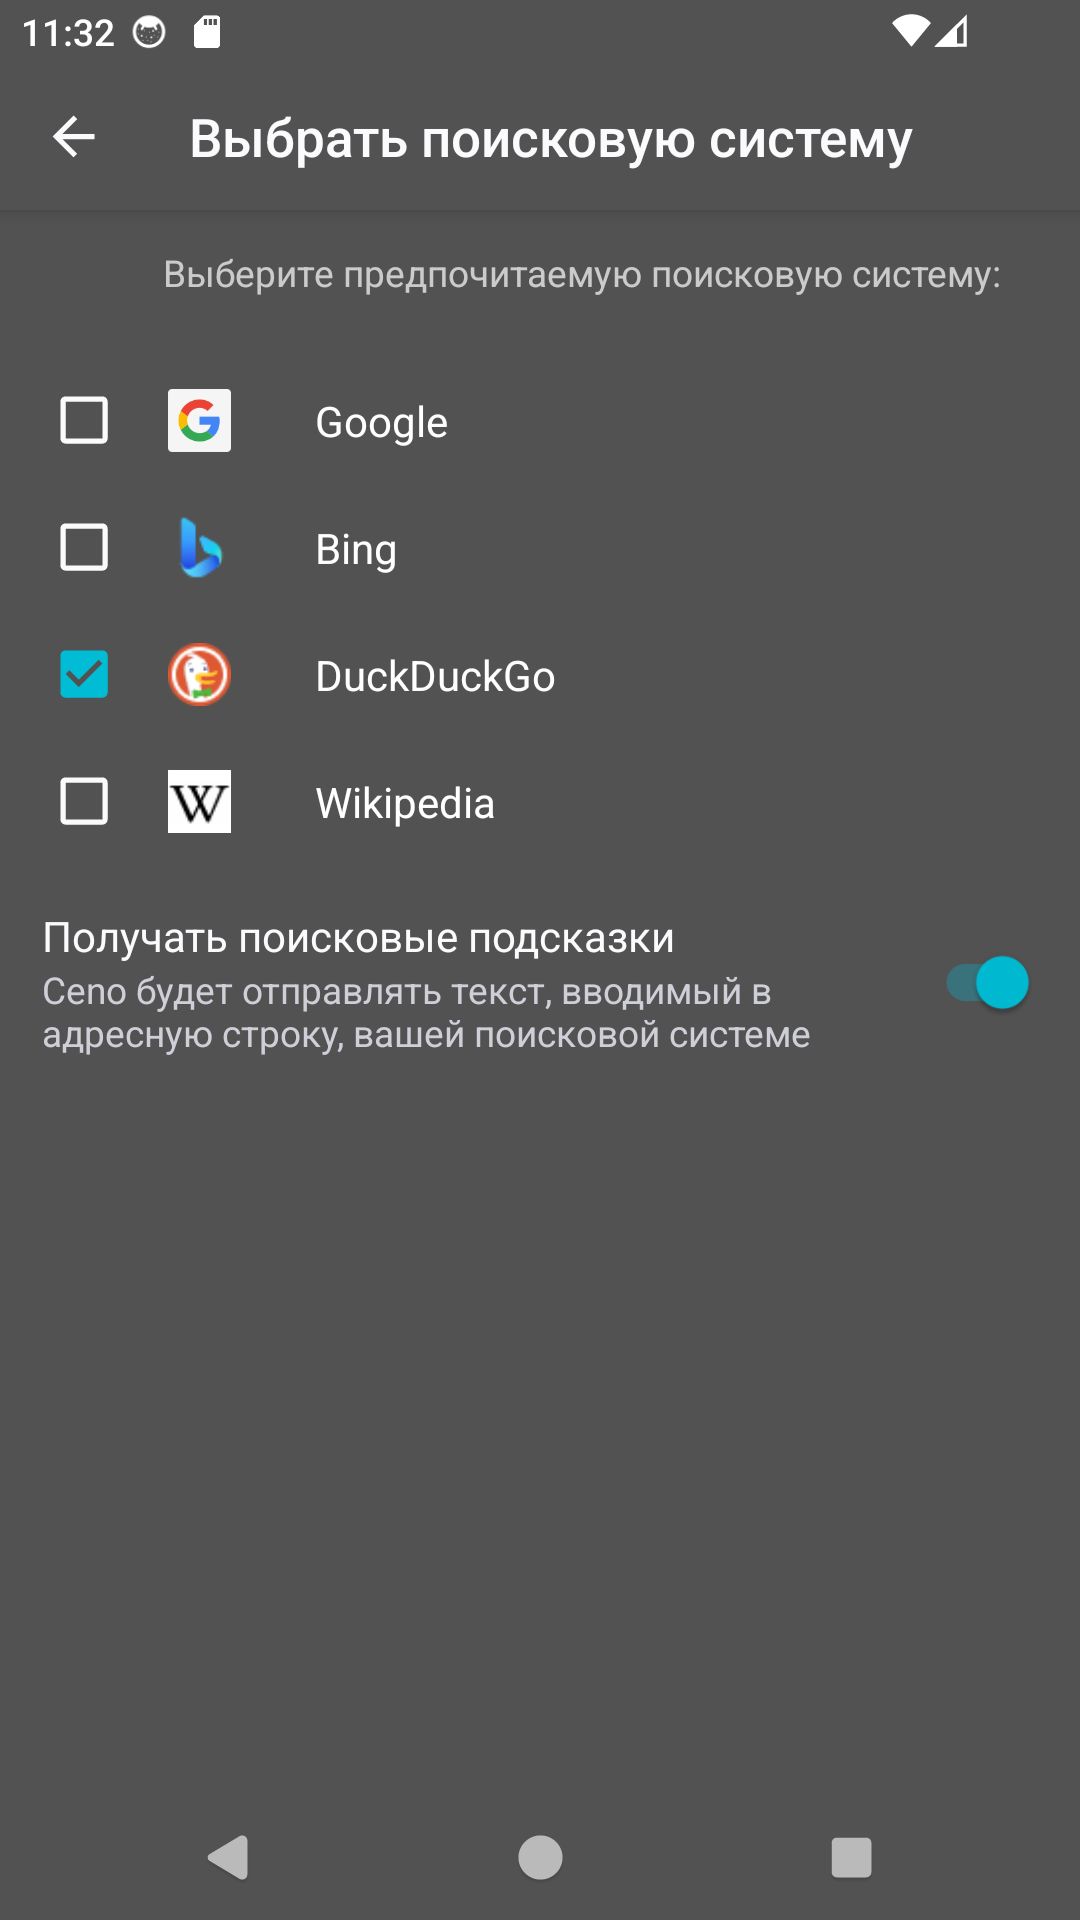 11:32
Выбрать поисковую систему
Выберите предпочитаемую поисковую систему:
Google
Bing
DuckDuckGo
W
Wikipedia
Получать поисковые подсказки
Ceno будет отправлять текст, вводимый в
адресную строку, вашей поисковой системе